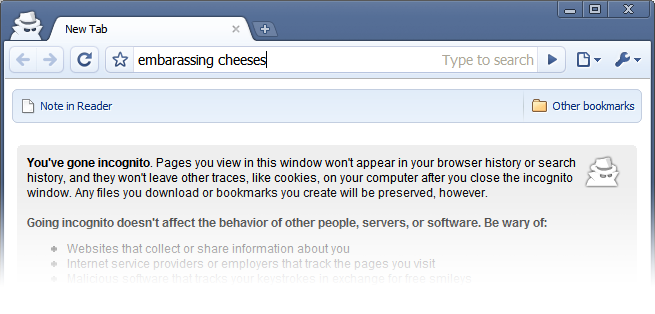 New Tab
embarassing cheeses
Type to search
Note in Reader
Other bookmarks
You've gone incognito. Pages you view in this window won't appear in your browser history or search
history, and they won't leave other traces, like cookies, on your computer after you close the incognito
window. Any files you download or bookmarks you create will be preserved, however.
Going incognito doesn't affect the behavior of other people, servers, or software. Be wary of:
Websites that collect or share information about you
Internet service providers or employers that track the pages you visit
Malicious software that tracks your keystrokes in exchange for free smileys